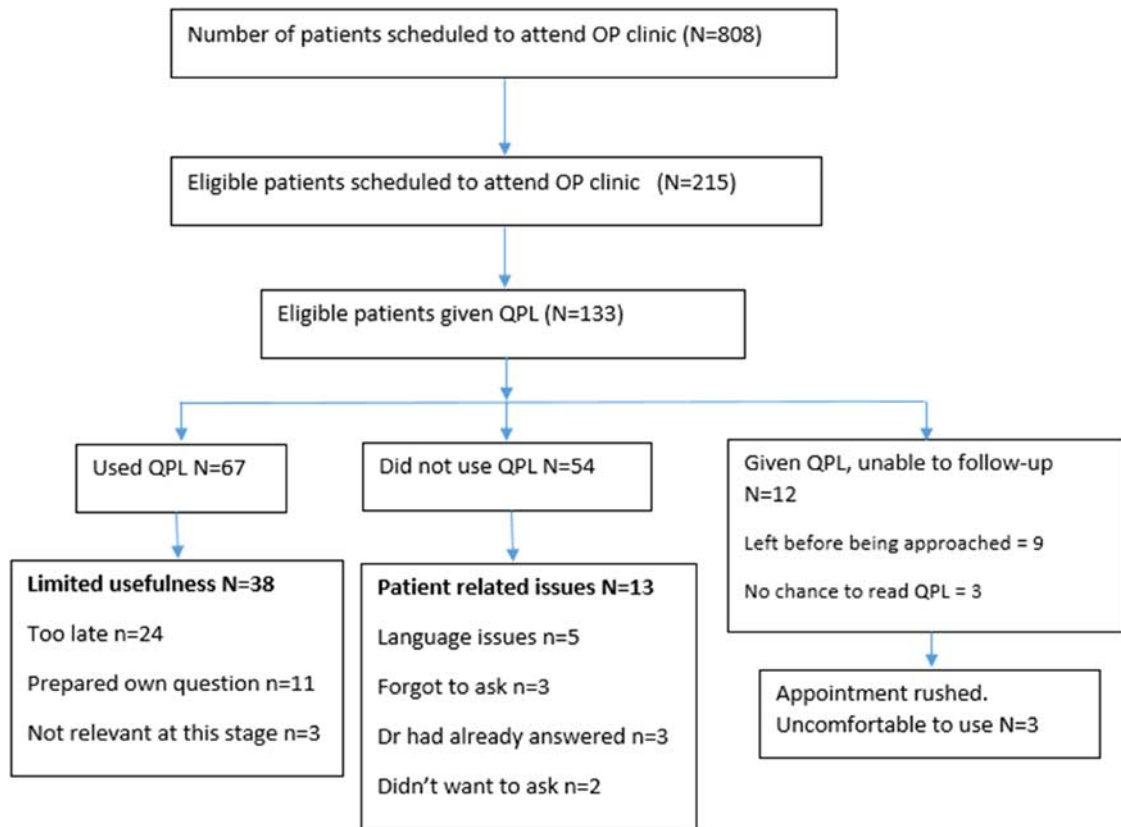 Number of patients scheduled to attend OP clinic (N=808)
Eligible patients scheduled to attend OP clinic (N=215)
Eligible patients given QPL (N=133)
Used QPL N=67
Did not use QPL N=54
Given QPL, unable to follow-up
N=12
Left before being approached = 9
No chance to read QPL = 3
Limited usefulness N=38
Too late n=24
Prepared own question n=11
Not relevant at this stage n=3
Patient related issues N=13
Language issues n=5
Forgot to ask n=3
Dr had already answered n=3
Didn’t want to ask n=2
Appointment rushed.
Uncomfortable to use N=3